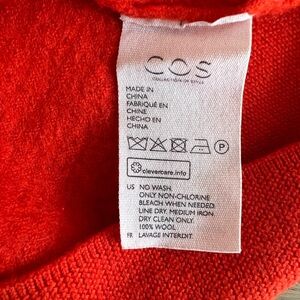 COS
COLLECTION OF STYLE
MADE IN
CHINA
FABRIQUÉ EN
CHINE
HECHO EN
CHINA
P
clevercare.info
US NO WASH.
ONLY NON-CHLORINE
BLEACH WHEN NEEDED.
LINE DRY. MEDIUM IRON.
DRY CLEAN ONLY.
100% WOOL.
FR LAVAGE INTERDIT.